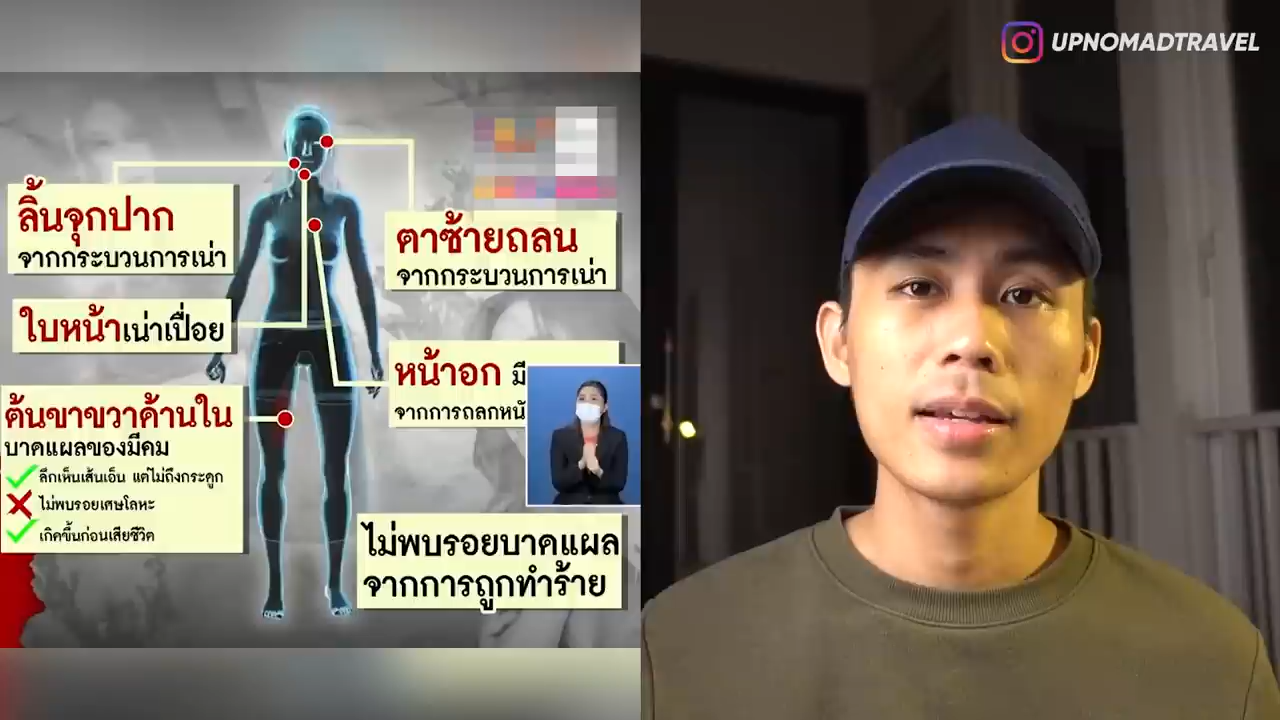 UPNOMADTRAVEL
ลิ้นจุกปาก
จากกระบวนการเน่า
ตาซ้ายถลน
จากกระบวนการเน่า
ใบหน้าเน่าเปื่อย
หน้าอก มี
จากการถลกหนั
ต้นขาขวาด้านใน
บาดแผลของมีคม
ลึกเห็นเส้นเอ็น แต่ไม่ถึงกระดูก
ไม่พบรอยเศษโลหะ
เกิดขึ้นก่อนเสียชีวิต
ไม่พบรอยบาดแผล
จากการถูกทำร้าย